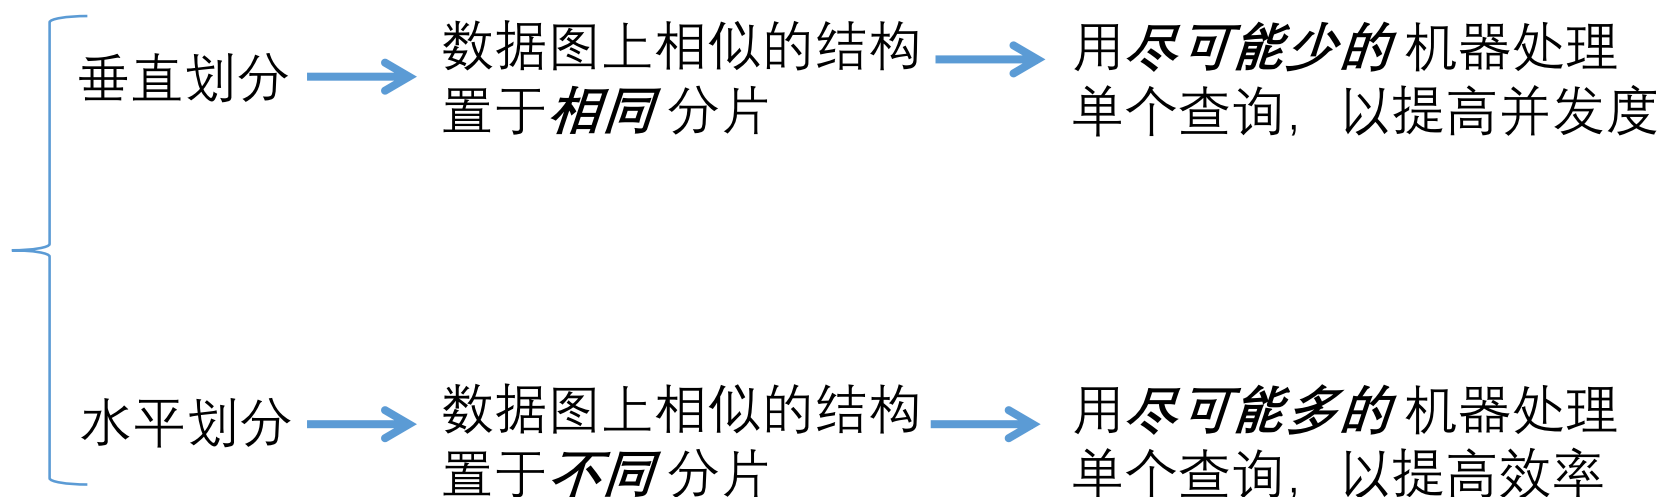 垂直划分
数据图上相似的结构
置于相同分片
用尽可能少的机器处理
单个查询，以提高并发度
水平划分
数据图上相似的结构
置于不同分片
用尽可能多的机器处理
单个查询，以提高效率